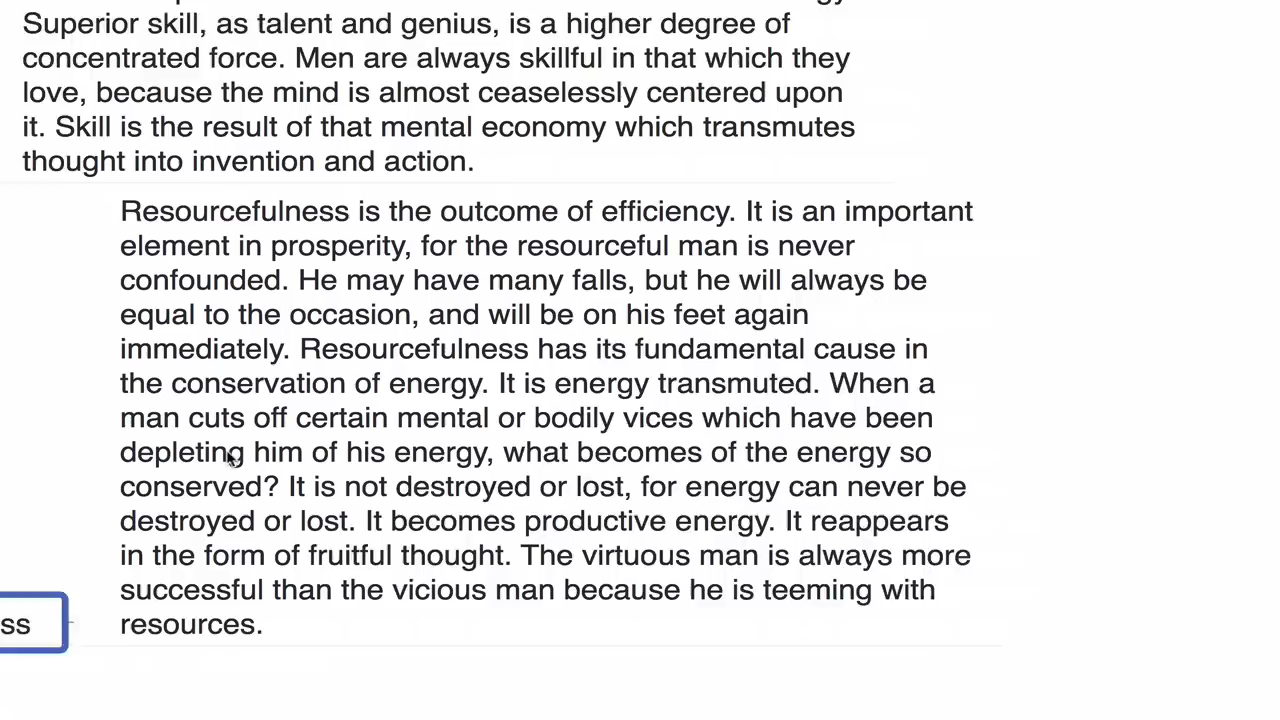 Superior skill, as talent and genius, is a higher degree of
concentrated force. Men are always skillful in that which they
love, because the mind is almost ceaselessly centered upon
it. Skill is the result of that mental economy which transmutes
thought into invention and action.
Resourcefulness is the outcome of efficiency. It is an important
element in prosperity, for the resourceful man is never
confounded. He may have many falls, but he will always be
equal to the occasion, and will be on his feet again
immediately. Resourcefulness has its fundamental cause in
the conservation of energy. It is energy transmuted. When a
man cuts off certain mental or bodily vices which have been
depleting him of his energy, what becomes of the energy so
conserved? It is not destroyed or lost, for energy can never be
destroyed or lost. It becomes productive energy. It reappears
in the form of fruitful thought. The virtuous man is always more
successful than the vicious man because he is teeming with
resources.
ss